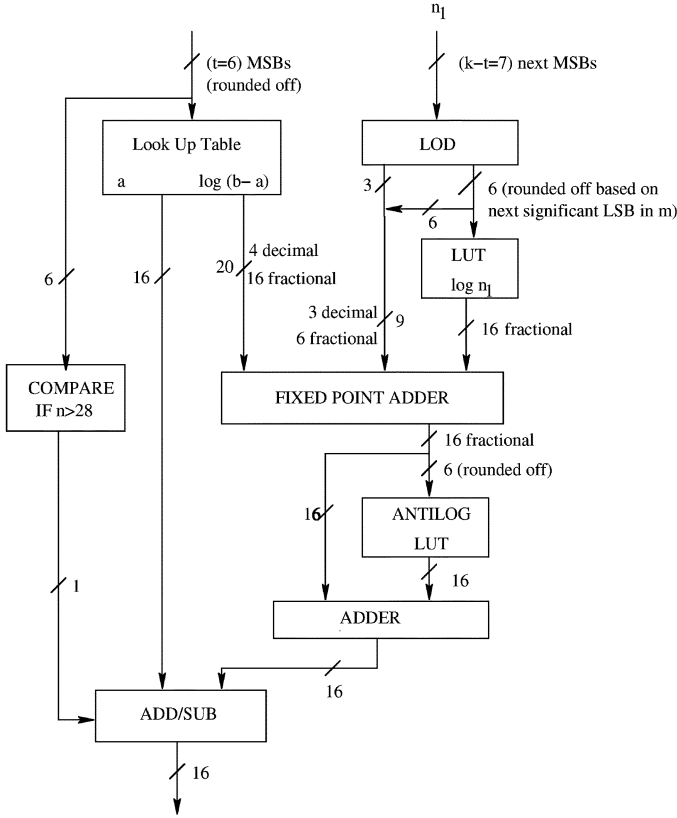 n1
(t=6) MSBs
(rounded off)
(k−t=7) next MSBs
Look Up Table
a log (b− a)
LOD
3
6 (rounded off based on
next significant LSB in m)
6
LUT
log n1
6
16
20
4 decimal
16 fractional
3 decimal
6 fractional
9
16 fractional
COMPARE
IF n>28
FIXED POINT ADDER
16 fractional
6 (rounded off)
16
ANTILOG
LUT
16
1
ADDER
16
ADD/SUB
16